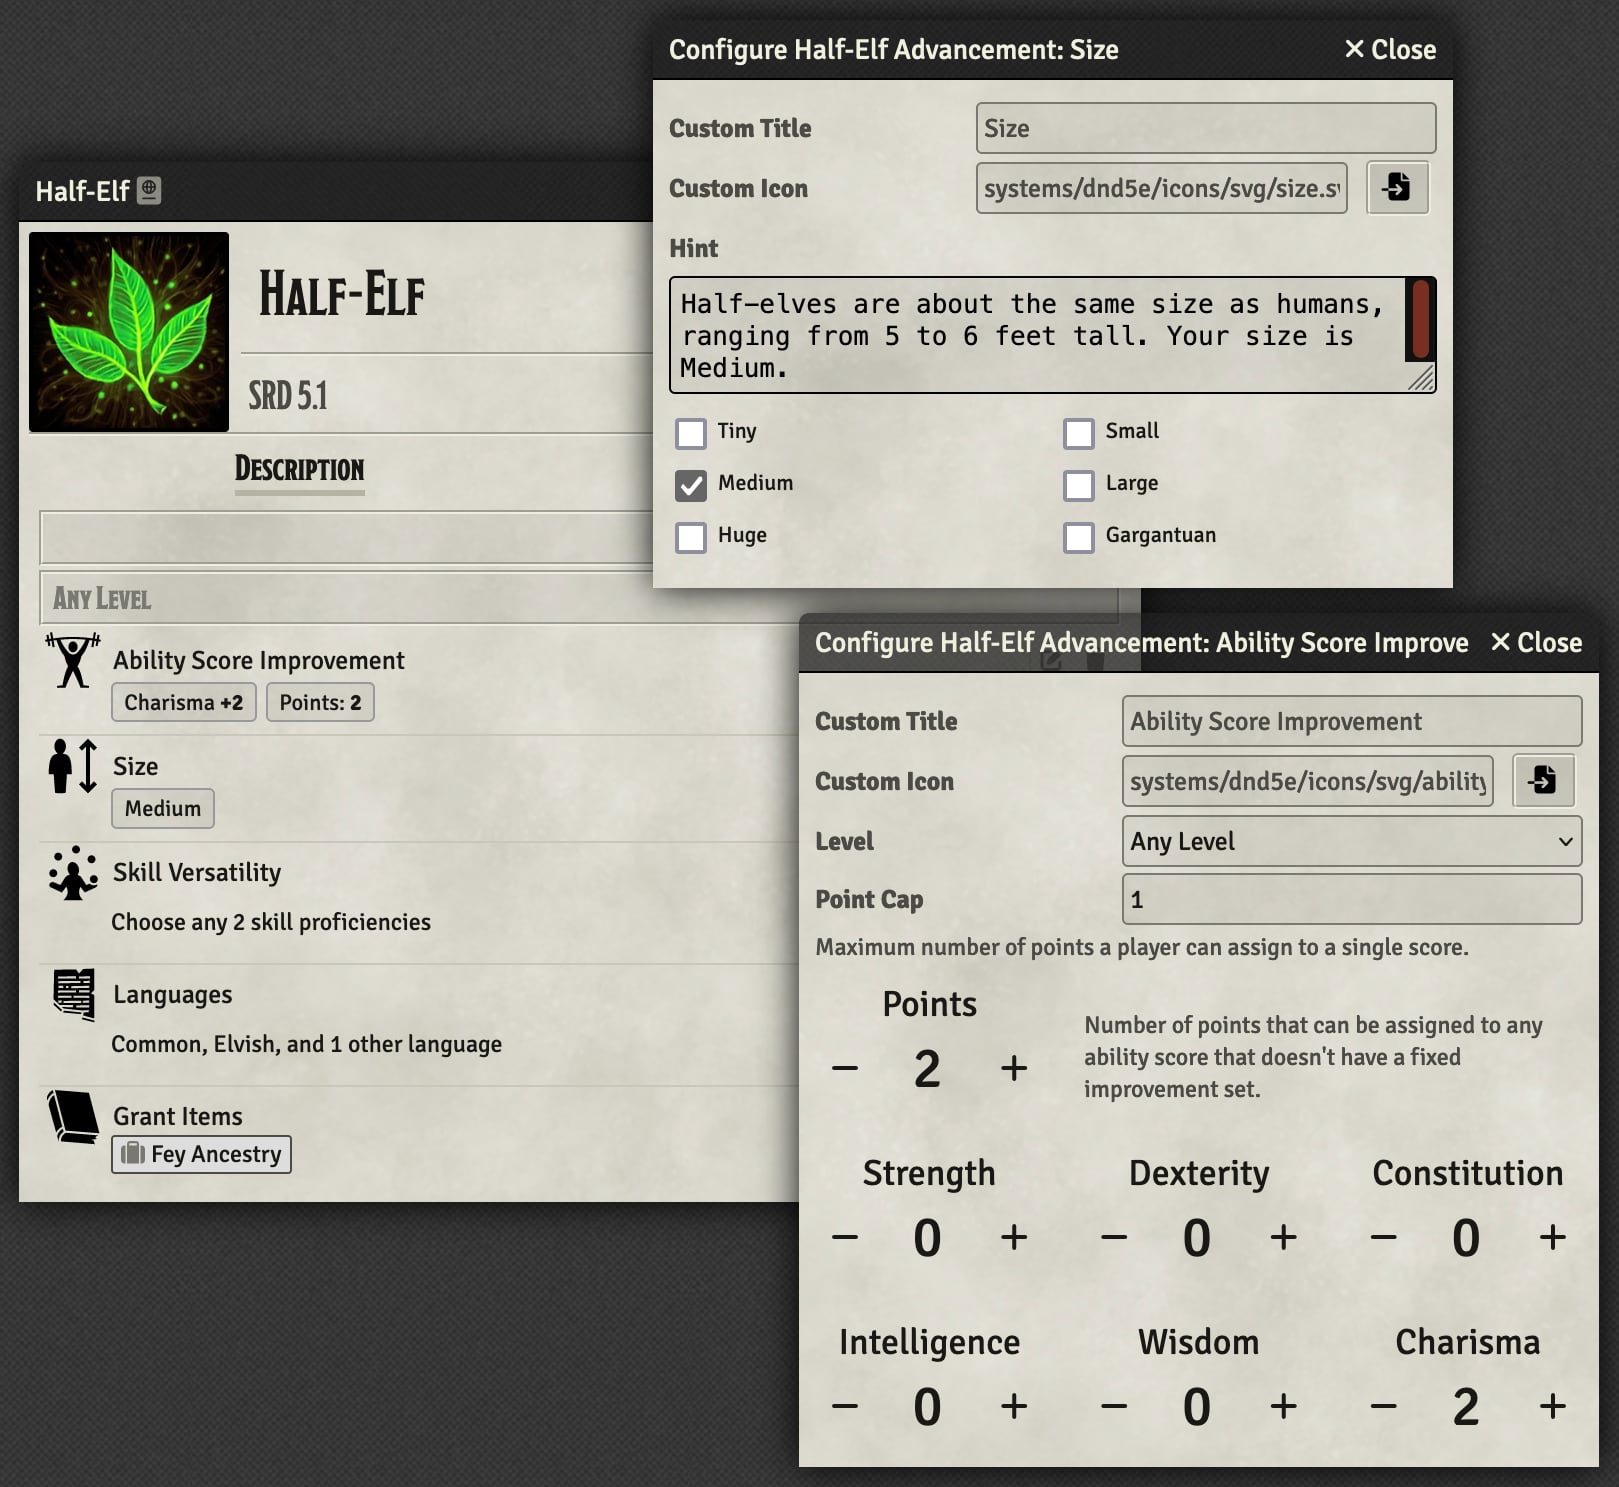 Half-Elf
Half-Elf
SRD 5.1
Description
Any Level
Ability Score Improvement
Charisma +2
Points: 2
Size
Medium
Skill Versatility
Choose any 2 skill proficiencies
Languages
Common, Elvish, and 1 other language
Grant Items
Fey Ancestry
Configure Half-Elf Advancement: Size
Close
Custom Title
Size
Custom Icon
systems/dnd5e/icons/svg/size.sv
Hint
Half-elves are about the same size as humans,
ranging from 5 to 6 feet tall. Your size is
Medium.
Tiny
Small
Medium
Large
Huge
Gargantuan
Configure Half-Elf Advancement: Ability Score Improve
Close
Custom Title
Ability Score Improvement
Custom Icon
systems/dnd5e/icons/svg/ability
Level
Any Level
Point Cap
1
Maximum number of points a player can assign to a single score.
Points
− 2 +
Number of points that can be assigned to any
ability score that doesn't have a fixed
improvement set.
Strength
Dexterity
Constitution
− 0 +
− 0 +
− 0 +
Intelligence
Wisdom
Charisma
− 0 +
− 0 +
− 2 +